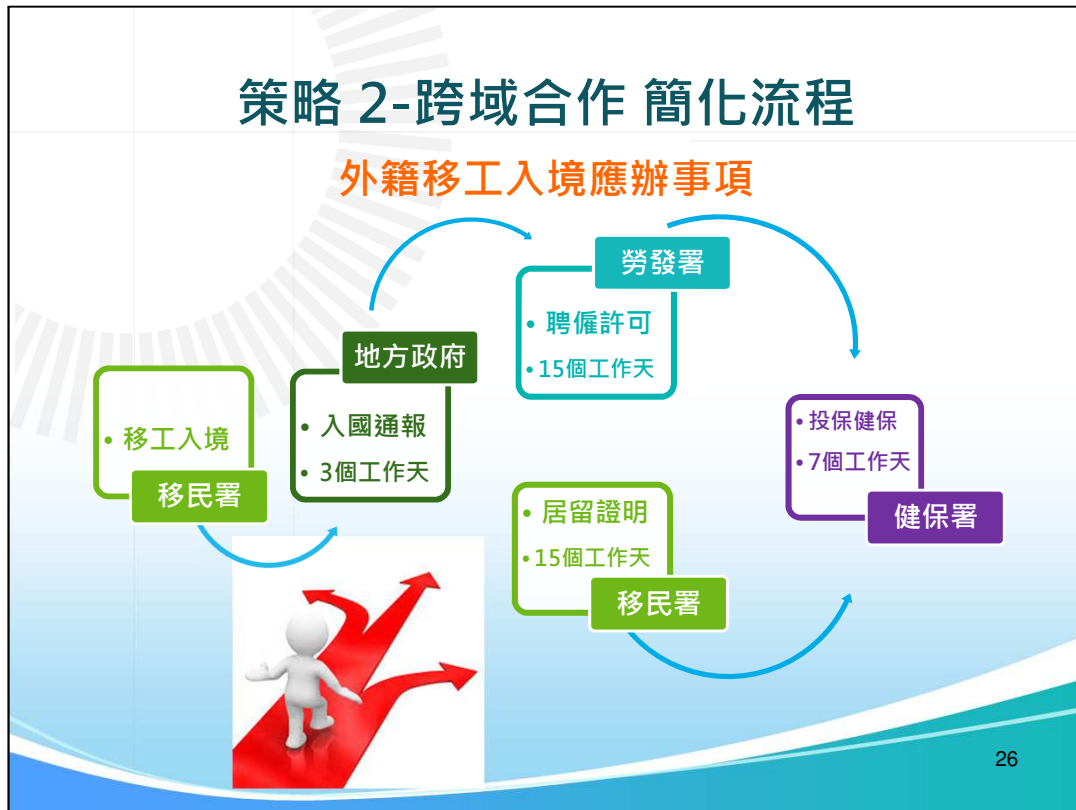 策略 2-跨域合作 簡化流程
外籍移工入境應辦事項
• 移工入境
移民署
地方政府
• 入國通報
• 3個工作天
勞發署
• 聘僱許可
• 15個工作天
• 居留證明
• 15個工作天
移民署
• 投保健保
• 7個工作天
健保署
26